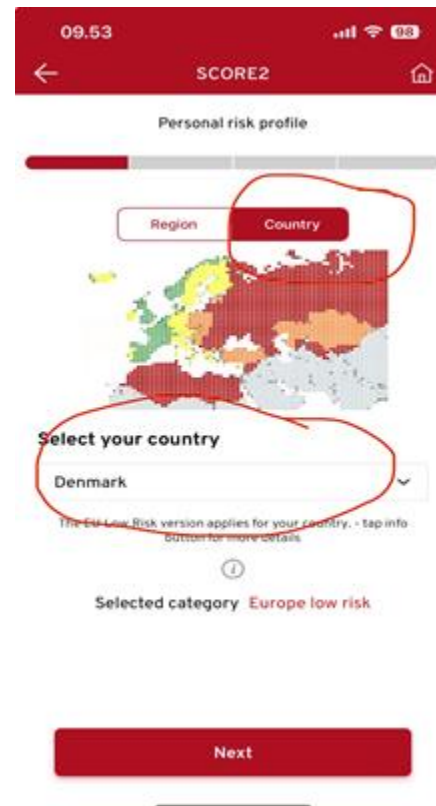 09.53
98
SCORE2
Personal risk profile
Region
Country
Select your country
Denmark
The EU Low Risk version applies for your country. - tap info
button for more details
i
Selected category Europe low risk
Next